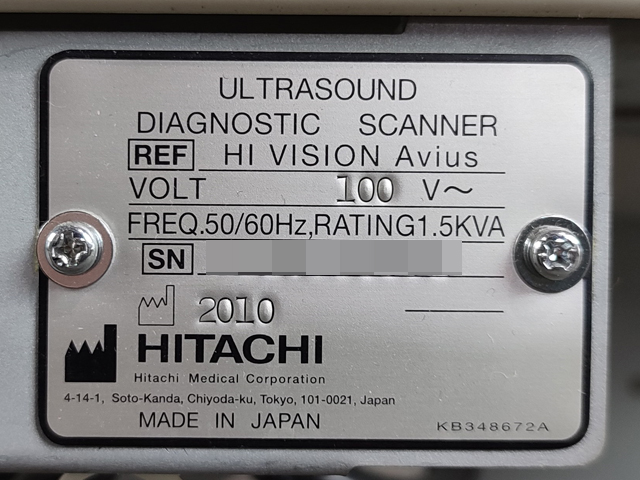 ULTRASOUND
DIAGNOSTIC SCANNER
REF HI VISION Avius
VOLT 100 V～
FREQ.50/60Hz,RATING1.5KVA
SN
2010
HITACHI
Hitachi Medical Corporation
4-14-1, Soto-Kanda, Chiyoda-ku, Tokyo, 101-0021, Japan
MADE IN JAPAN
KB348672A